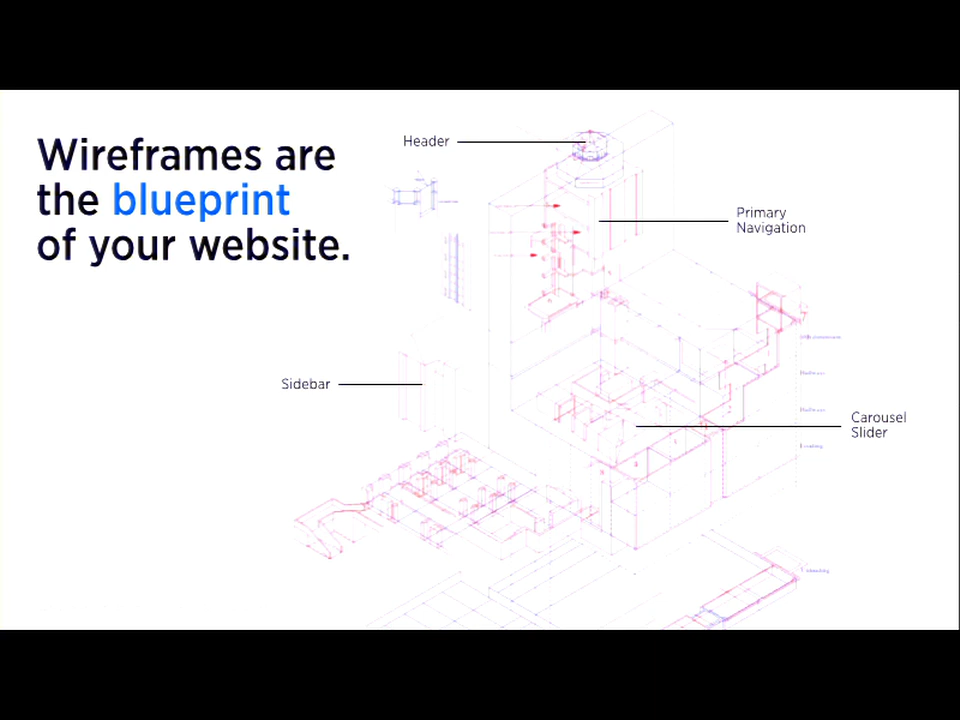 Wireframes are
the blueprint
of your website.
Header
Primary
Navigation
Sidebar
Carousel
Slider